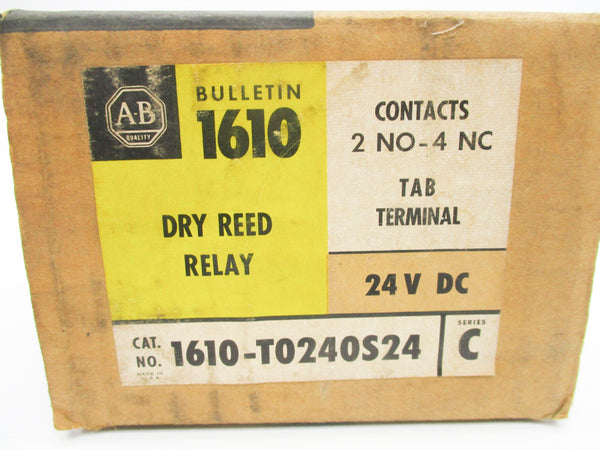 A-B
QUALITY
BULLETIN
1610
DRY REED
RELAY
CONTACTS
2 NO-4 NC
TAB
TERMINAL
24 V DC
CAT.
NO. 1610-T0240S24
MADE IN
U.S.A.
SERIES
C